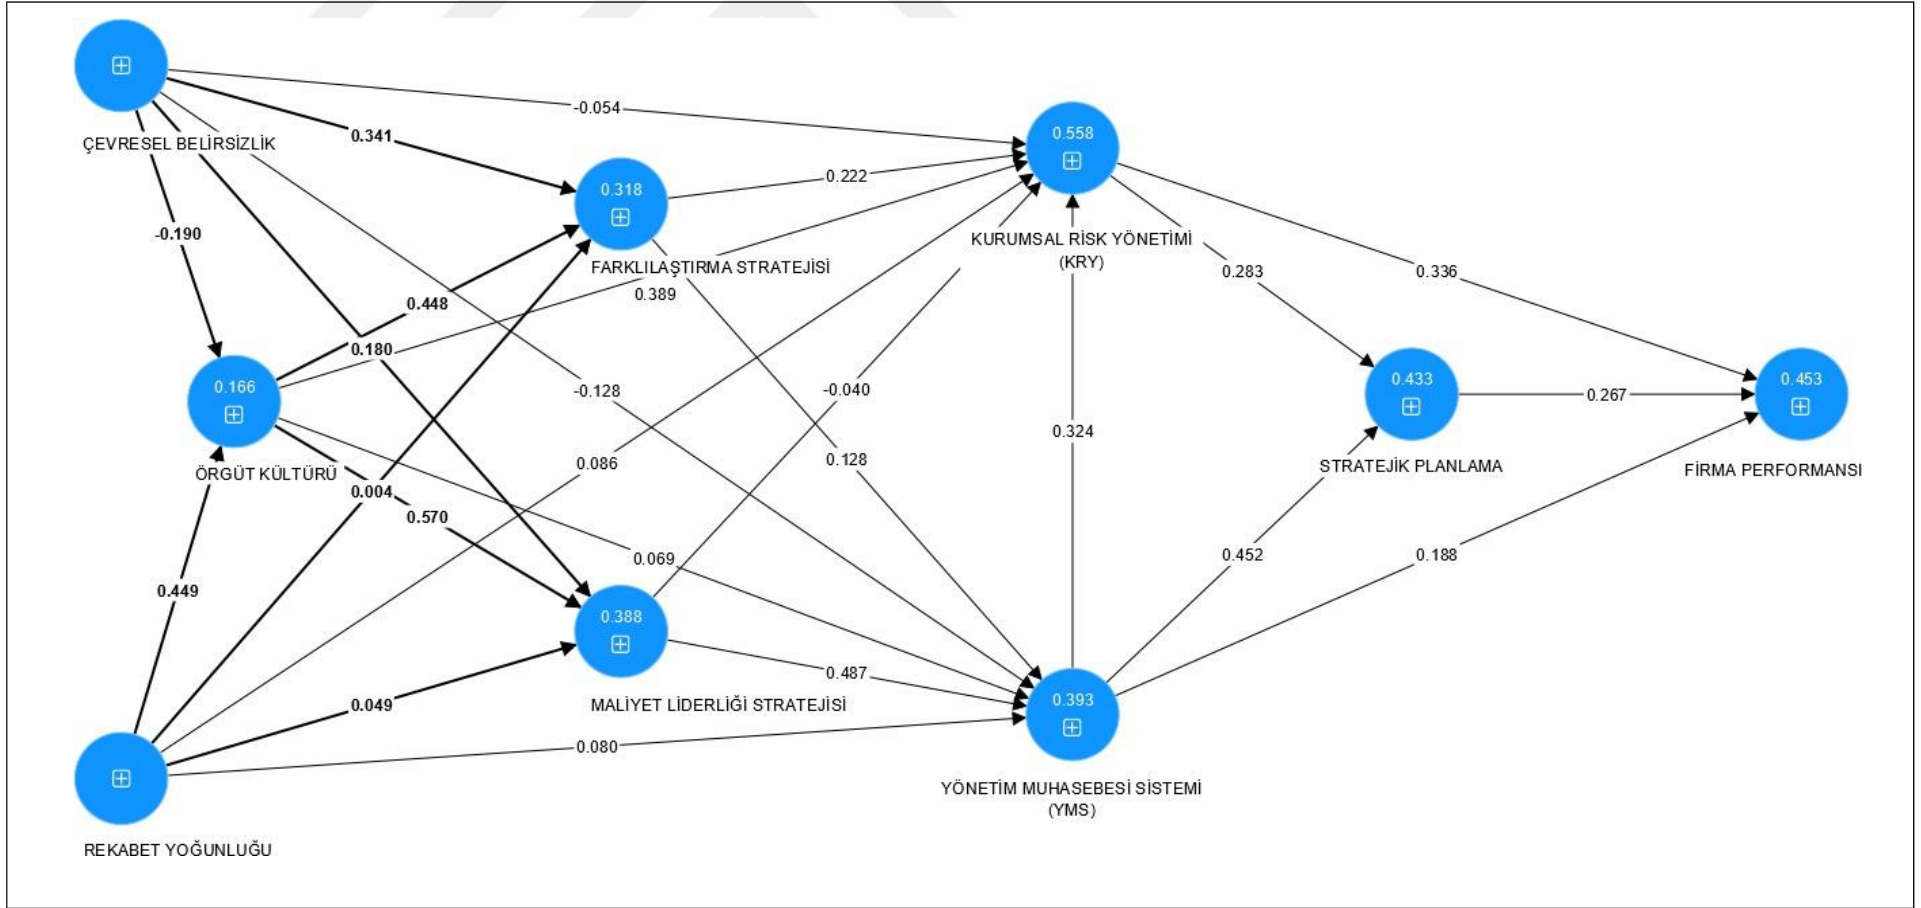 ÇEVRESEL BELİRSİZLİK
-0.054
0.341
0.558
0.318
0.222
-0.190
KURUMSAL RİSK YÖNETİMİ
(KRY)
FARKLILAŞTIRMA STRATEJİSİ
0.283
0.336
0.389
0.448
0.180
0.166
-0.128
-0.040
0.433
0.453
0.267
0.324
0.086
0.128
STRATEJİK PLANLAMA
FİRMA PERFORMANSI
ÖRGÜT KÜLTÜRÜ
0.004
0.570
0.069
0.452
0.188
0.449
0.388
0.487
0.393
0.049
MALİYET LİDERLİĞİ STRATEJİSİ
0.080
YÖNETİM MUHASEBESİ SİSTEMİ
(YMS)
REKABET YOĞUNLUĞU